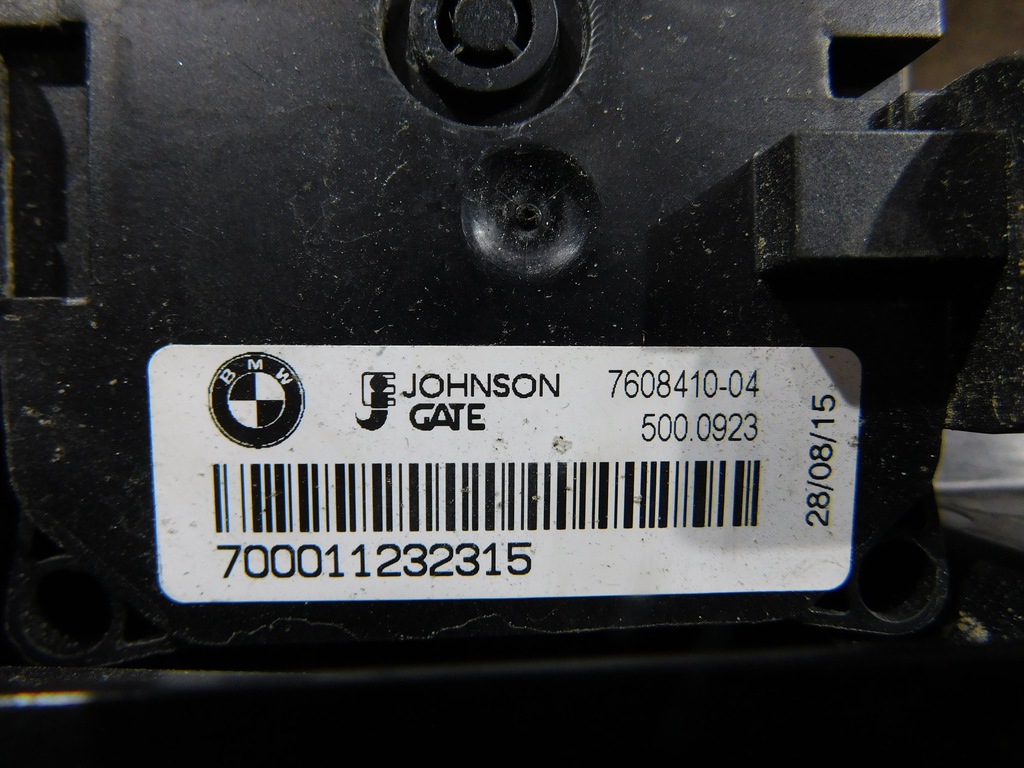 BMW
JOHNSON
GATE
7608410-04
500.0923
28/08/15
700011232315